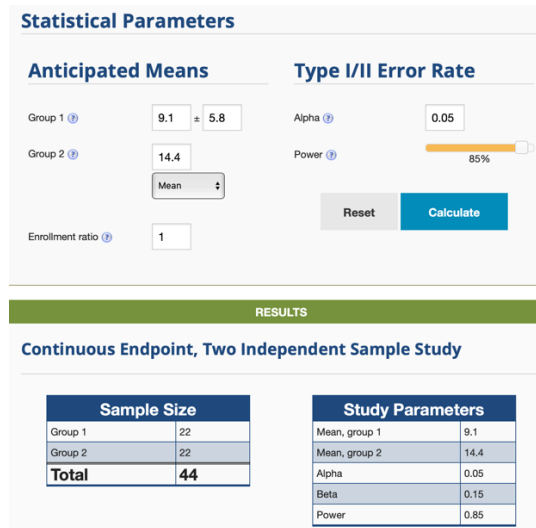 Statistical Parameters
Anticipated Means
Type I/II Error Rate
Group 1 ? 9.1 ± 5.8
Alpha ? 0.05
Group 2 ? 14.4
Mean
Power ? 85%
Reset Calculate
Enrollment ratio ? 1
RESULTS
Continuous Endpoint, Two Independent Sample Study
Sample Size
Group 1 22
Group 2 22
Total 44
Study Parameters
Mean, group 1 9.1
Mean, group 2 14.4
Alpha 0.05
Beta 0.15
Power 0.85